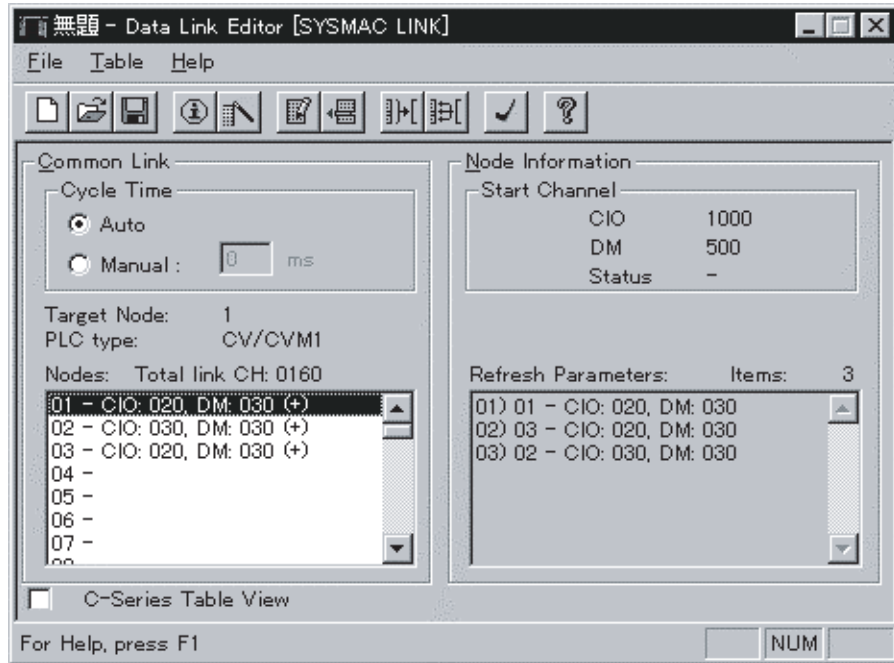 無題 - Data Link Editor [SYSMAC LINK]
File Table Help
Common Link
Cycle Time
Auto
Manual : 0 ms
Target Node: 1
PLC type: CV/CVM1
Nodes: Total link CH: 0160
01 - CIO: 020, DM: 030 (+)
02 - CIO: 030, DM: 030 (+)
03 - CIO: 020, DM: 030 (+)
04 -
05 -
06 -
07 -
Node Information
Start Channel
CIO 1000
DM 500
Status -
Refresh Parameters: Items: 3
01) 01 - CIO: 020, DM: 030
02) 03 - CIO: 020, DM: 030
03) 02 - CIO: 030, DM: 030
C-Series Table View
For Help, press F1
NUM